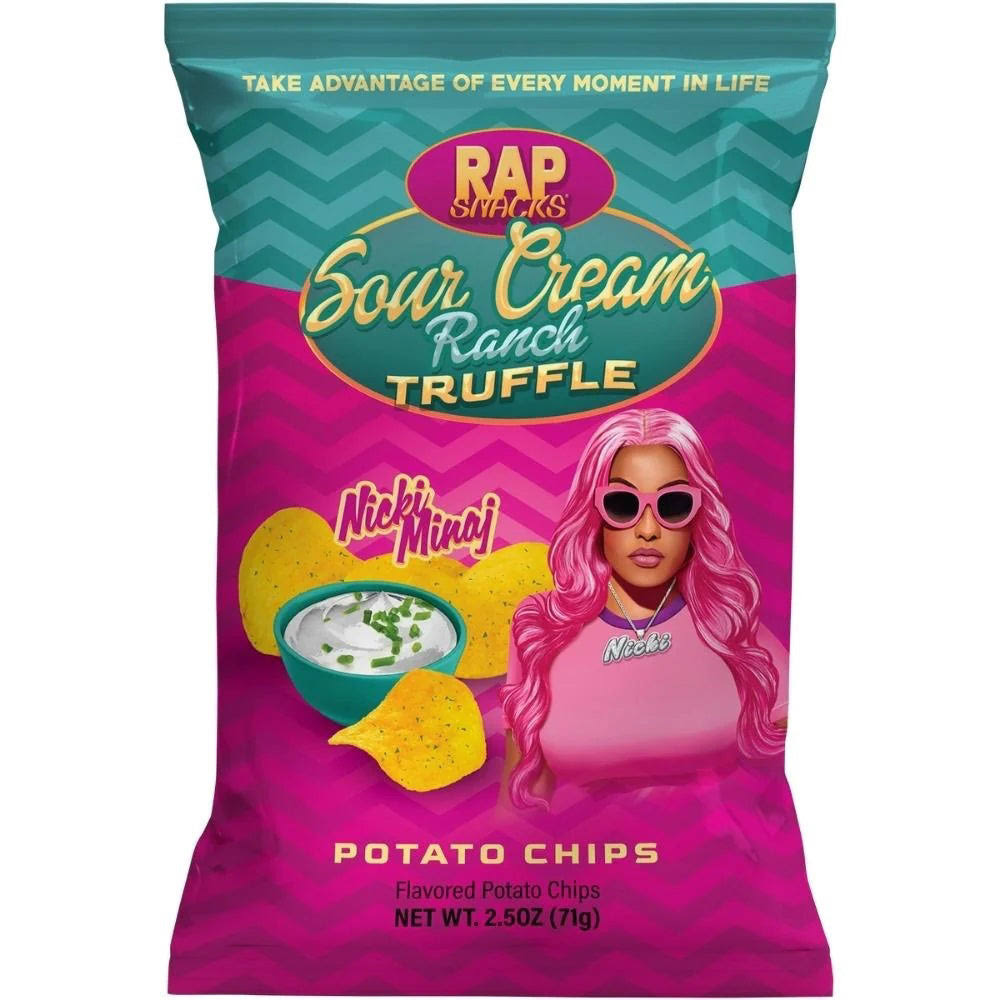 TAKE ADVANTAGE OF EVERY MOMENT IN LIFE
RAP
SNACKS®
Sour Cream
Ranch
TRUFFLE
Nicki
Minaj
Nicki
POTATO CHIPS
Flavored Potato Chips
NET WT. 2.5OZ (71g)